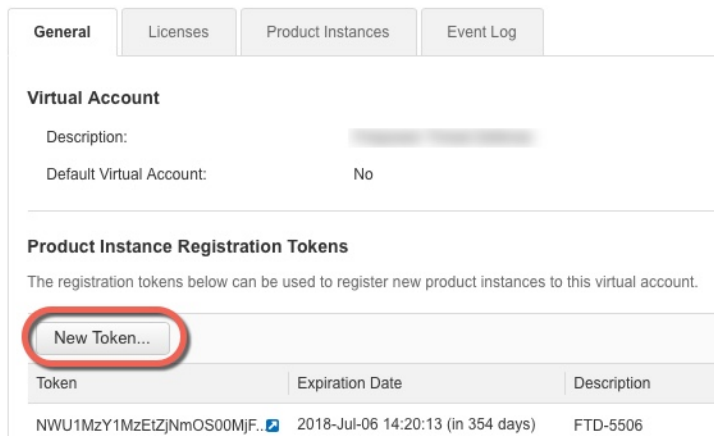 General Licenses Product Instances Event Log
Virtual Account
Description:
Default Virtual Account: No
Product Instance Registration Tokens
The registration tokens below can be used to register new product instances to this virtual account.
New Token...
Token Expiration Date Description
NWU1MzY1MzEtZjNmOS00MjF.. 2018-Jul-06 14:20:13 (in 354 days) FTD-5506